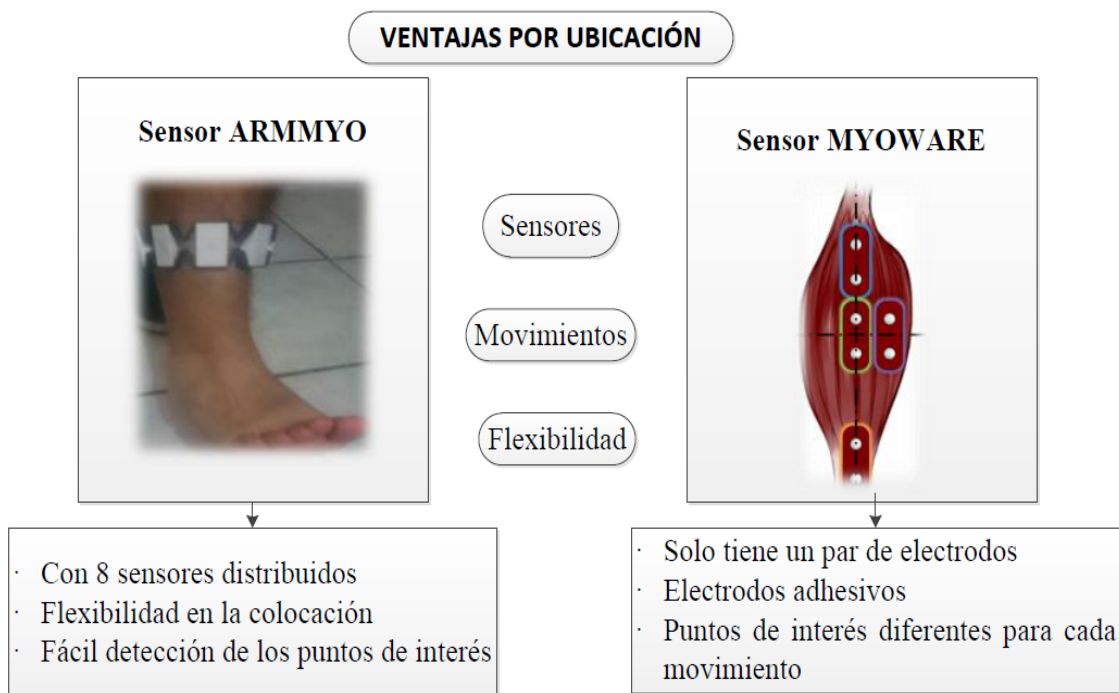 VENTAJAS POR UBICACIÓN
Sensor ARMMYO
Sensores
Movimientos
Flexibilidad
Sensor MYOWARE
· Con 8 sensores distribuidos
· Flexibilidad en la colocación
· Fácil detección de los puntos de interés
· Solo tiene un par de electrodos
· Electrodos adhesivos
· Puntos de interés diferentes para cada
movimiento